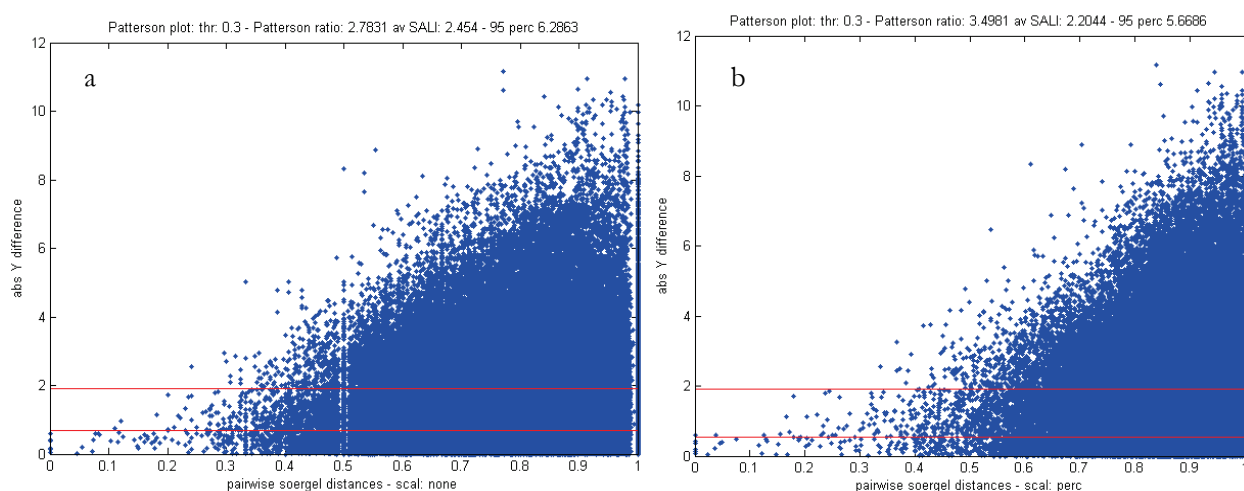 Patterson plot: thr: 0.3 - Patterson ratio: 2.7831 av SALI: 2.454 - 95 perc 6.2863
a
12
10
8
6
4
2
0
abs Y difference
0 0.1 0.2 0.3 0.4 0.5 0.6 0.7 0.8 0.9 1
pairwise soergel distances - scal: none
Patterson plot: thr: 0.3 - Patterson ratio: 3.4981 av SALI: 2.2044 - 95 perc 5.6686
b
12
10
8
6
4
2
0
abs Y difference
0 0.1 0.2 0.3 0.4 0.5 0.6 0.7 0.8 0.9
pairwise soergel distances - scal: perc